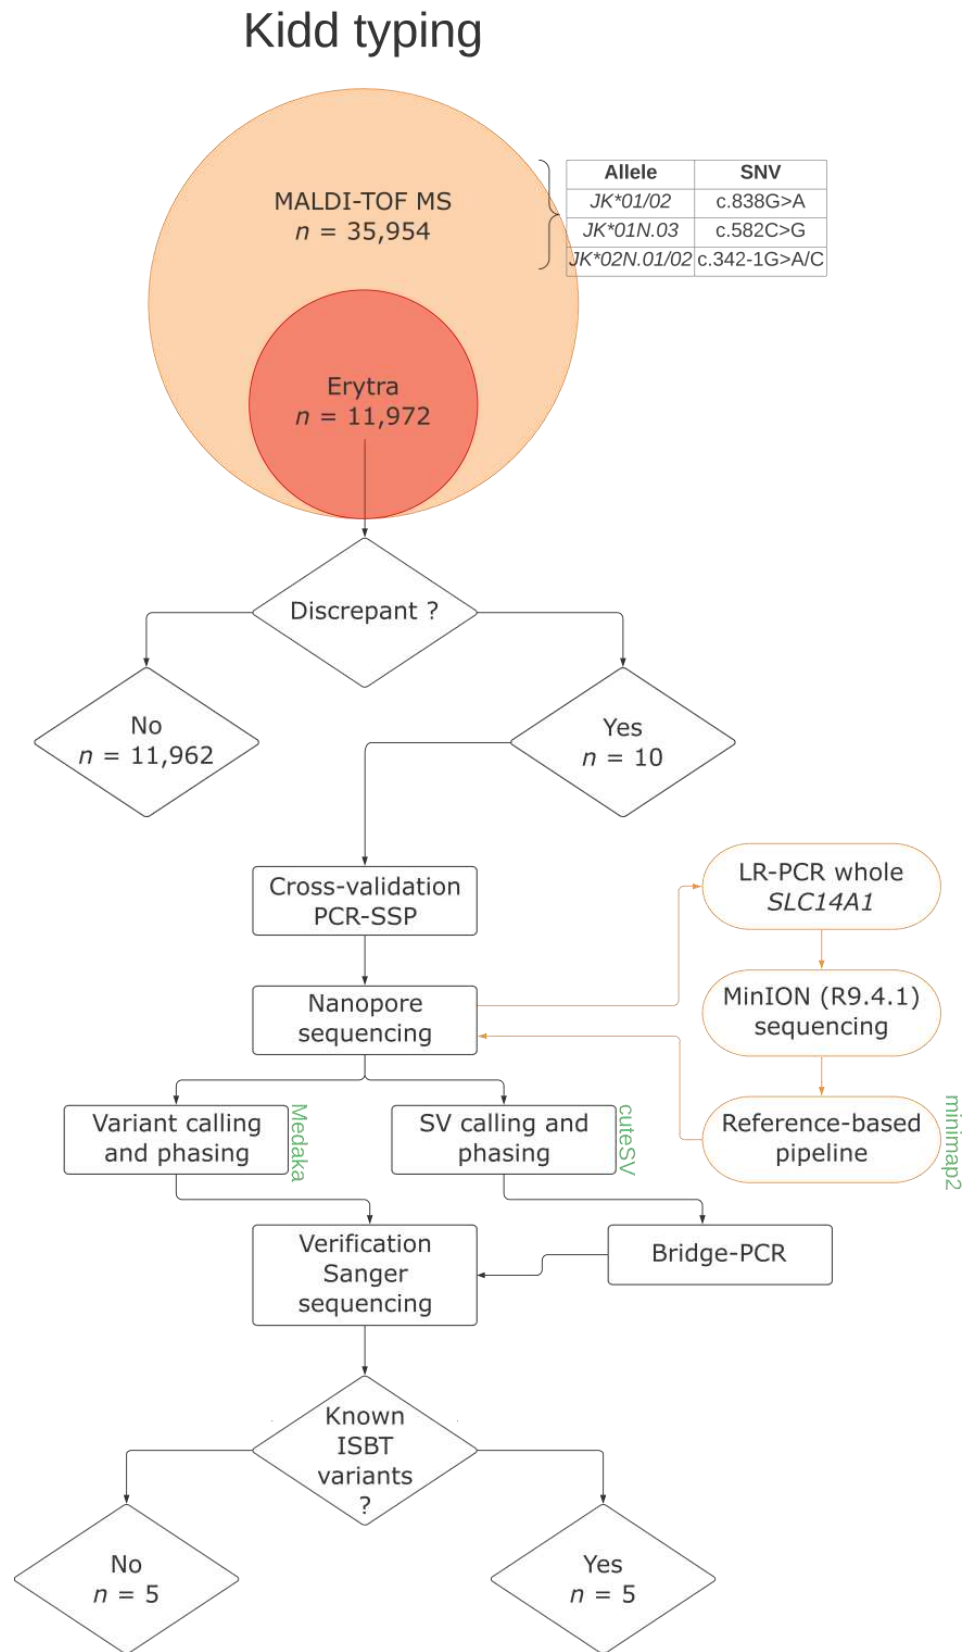 Kidd typing
MALDI-TOF MS
n = 35,954
Allele SNV
JK*01/02 c.838G>A
JK*01N.03 c.582C>G
JK*02N.01/02 c.342-1G>A/C
Erytra
n = 11,972
Discrepant ?
No
n = 11,962
Yes
n = 10
Cross-validation
PCR-SSP
LR-PCR whole
SLC14A1
Nanopore
sequencing
MinION (R9.4.1)
sequencing
Variant calling
and phasing
Medaka
SV calling and
phasing
cuteSV
Reference-based
pipeline
minimap2
Verification
Sanger
sequencing
Bridge-PCR
Known
ISBT
variants
?
No
n = 5
Yes
n = 5